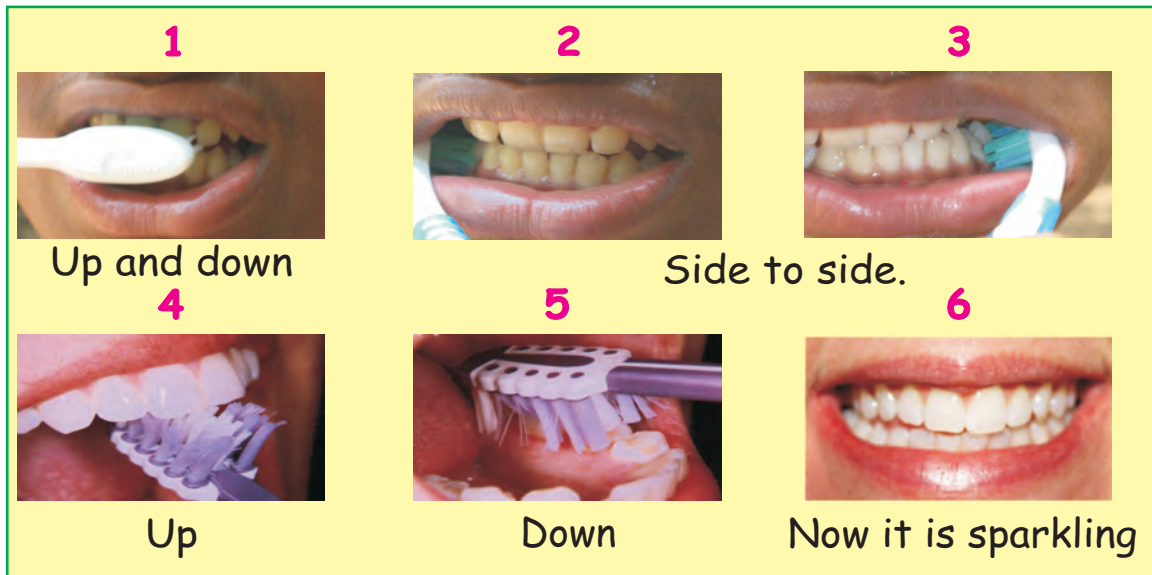 1 2 3
Up and down
Side to side.
4 5 6
Up Down Now it is sparkling